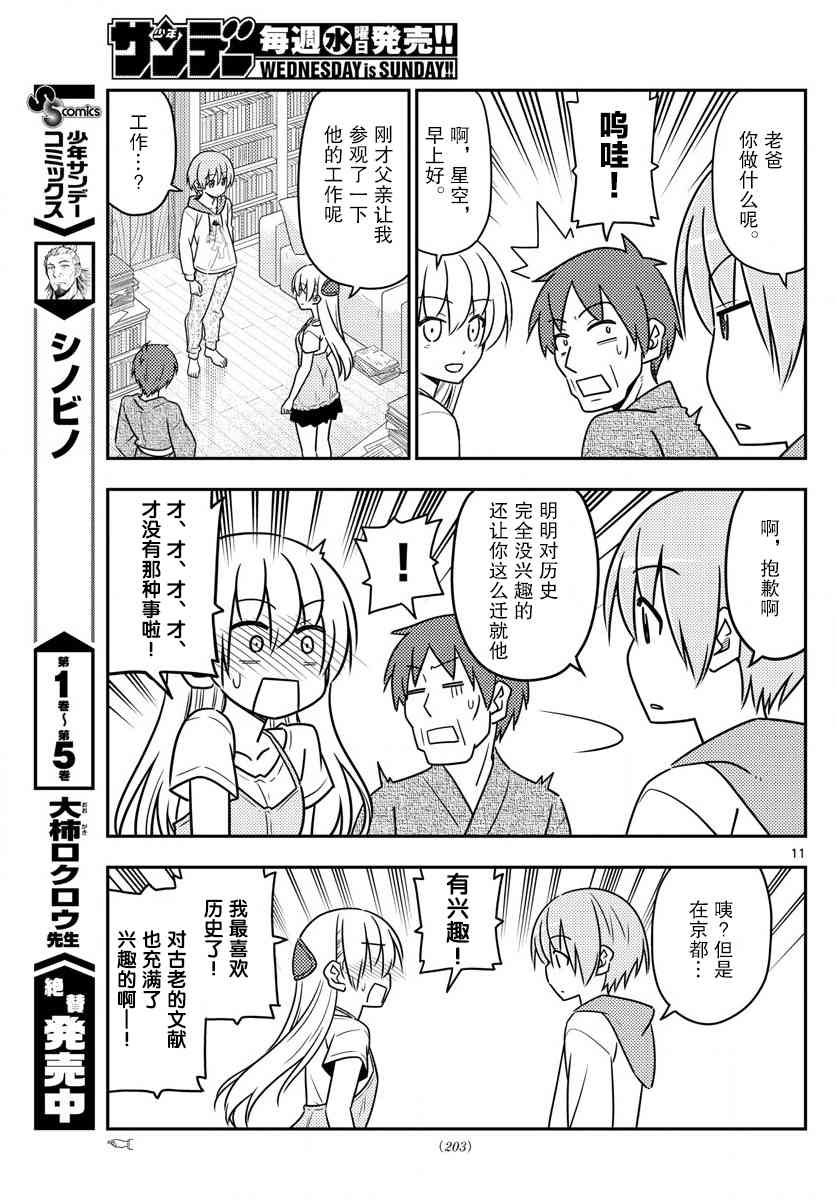 少年サンデー
毎週水曜日発売!!
WEDNESDAY is SUNDAY!!
老爸
你做什么呢。
呜哇！
啊，星空，
早上好。
刚才父亲让我
参观了一下
他的工作呢
工作…？
啊，抱歉啊
明明对历史
完全没兴趣的
还让你这么迁就他
！
才、才、才、才、
才没有那种事啦！
11
咦？但是
在京都…
有兴趣！
我最喜欢
历史了！
对古老的文献
也充满了
兴趣的啊──！
(203)
S
S comics
少年サンデー
コミックス
シノビノ
第1巻～第5巻
大柿ロクロウ先生
おお がき
絶賛発売中